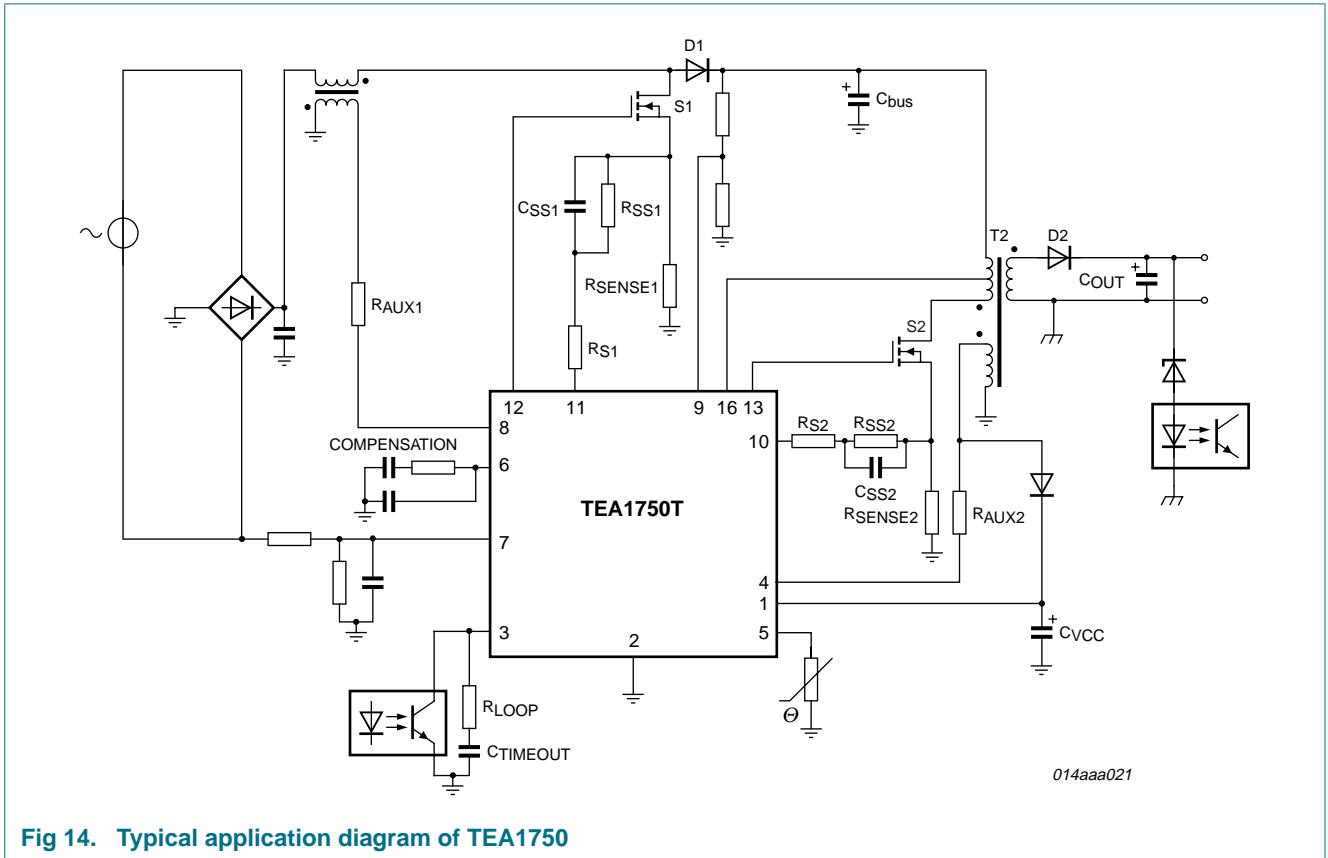 D1
S1
+
Cbus
CSS1
RSS1
T2
D2
+
COUT
RSENSE1
RAUX1
S2
RS1
12
11
9
16
13
8
RS2
RSS2
10
COMPENSATION
6
CSS2
TEA1750T
RSENSE2
RAUX2
7
4
1
3
2
5
+
CVCC
RLOOP
Θ
CTIMEOUT
014aaa021
Fig 14. Typical application diagram of TEA1750